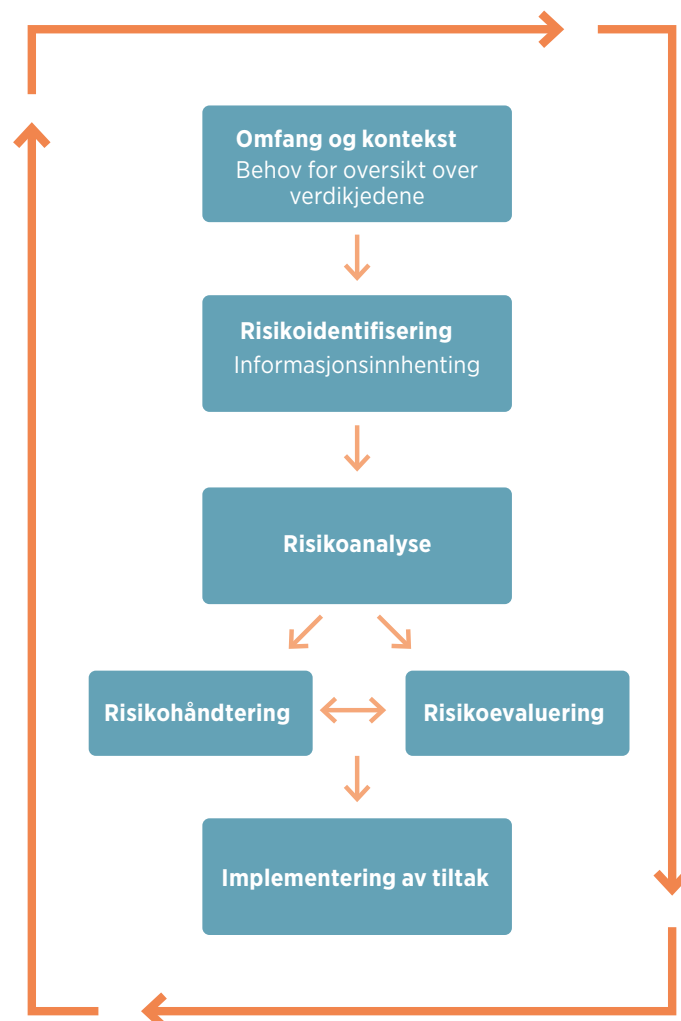 Omfang og kontekst
Behov for oversikt over
verdikjedene
Risikoidentifisering
Informasjonsinnhenting
Risikoanalyse
Risikohåndtering
Risikoevaluering
Implementering av tiltak